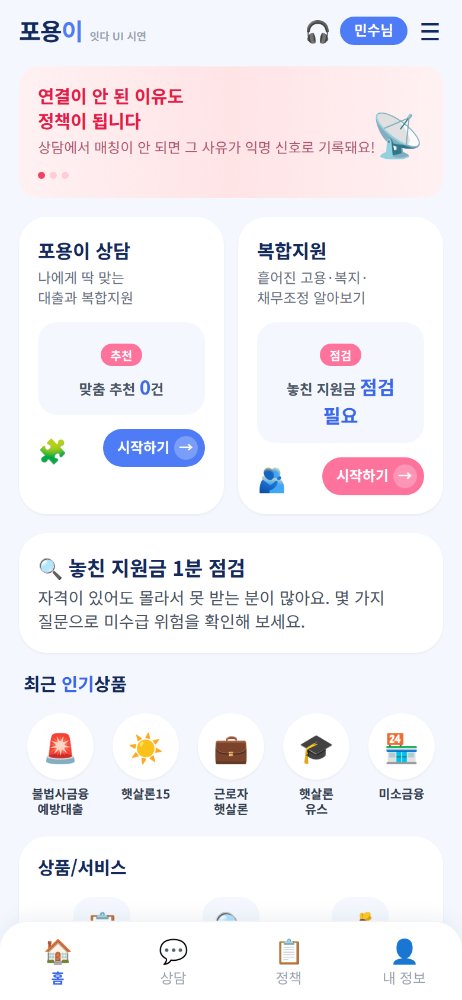 포용이 잇다 UI 시연
민수님
연결이 안 된 이유도
정책이 됩니다
상담에서 매칭이 안 되면 그 사유가 익명 신호로 기록돼요!
포용이 상담
나에게 딱 맞는
대출과 복합지원
추천
맞춤 추천 0건
시작하기 →
복합지원
흩어진 고용·복지·
채무조정 알아보기
점검
놓친 지원금 점검
필요
시작하기 →
놓친 지원금 1분 점검
자격이 있어도 몰라서 못 받는 분이 많아요. 몇 가지
질문으로 미수급 위험을 확인해 보세요.
최근 인기상품
불법사금융
예방대출
햇살론15
근로자
햇살론
햇살론
유스
24
미소금융
상품/서비스
홈
상담
정책
내 정보